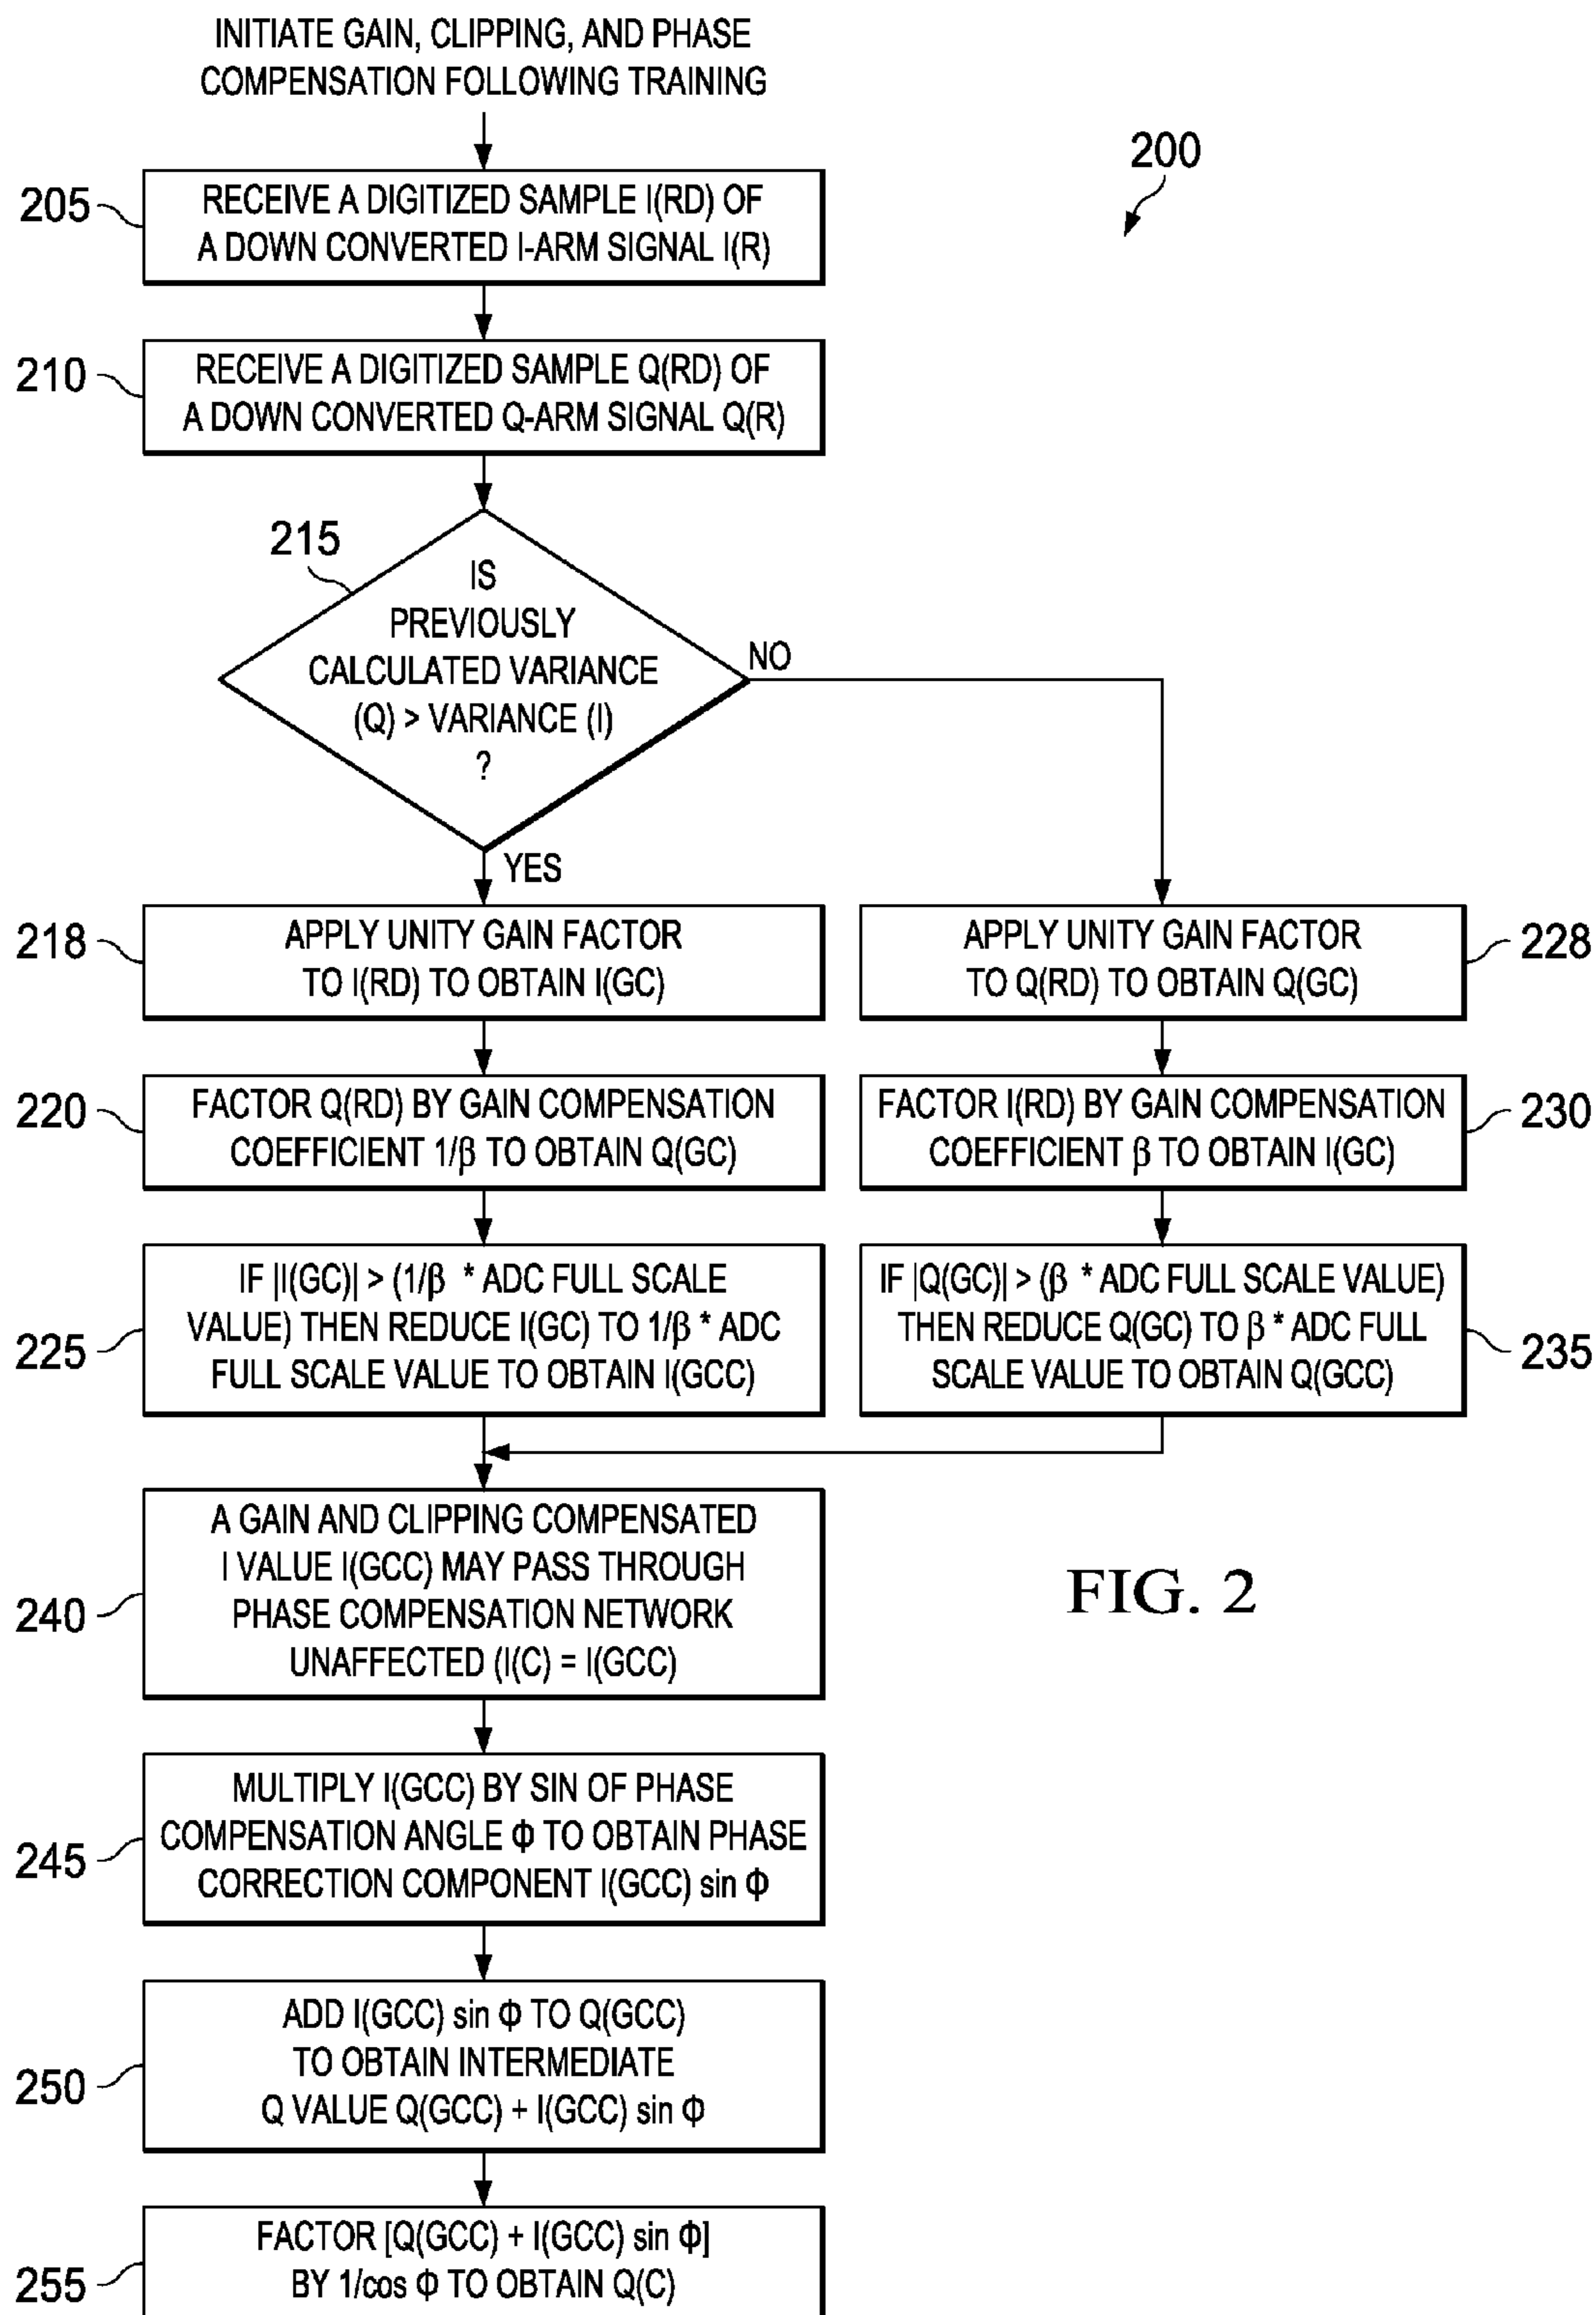 INITIATE GAIN, CLIPPING, AND PHASE
COMPENSATION FOLLOWING TRAINING
200
205
RECEIVE A DIGITIZED SAMPLE I(RD) OF
A DOWN CONVERTED I-ARM SIGNAL I(R)
210
RECEIVE A DIGITIZED SAMPLE Q(RD) OF
A DOWN CONVERTED Q-ARM SIGNAL Q(R)
215
IS
PREVIOUSLY
CALCULATED VARIANCE
(Q) > VARIANCE (I)
?
NO
YES
218
APPLY UNITY GAIN FACTOR
TO I(RD) TO OBTAIN I(GC)
APPLY UNITY GAIN FACTOR
TO Q(RD) TO OBTAIN Q(GC)
228
220
FACTOR Q(RD) BY GAIN COMPENSATION
COEFFICIENT 1/β TO OBTAIN Q(GC)
FACTOR I(RD) BY GAIN COMPENSATION
COEFFICIENT β TO OBTAIN I(GC)
230
225
IF |I(GC)| > (1/β * ADC FULL SCALE
VALUE) THEN REDUCE I(GC) TO 1/β * ADC
FULL SCALE VALUE TO OBTAIN I(GCC)
IF |Q(GC)| > (β * ADC FULL SCALE VALUE)
THEN REDUCE Q(GC) TO β * ADC FULL
SCALE VALUE TO OBTAIN Q(GCC)
235
240
A GAIN AND CLIPPING COMPENSATED
I VALUE I(GCC) MAY PASS THROUGH
PHASE COMPENSATION NETWORK
UNAFFECTED (I(C) = I(GCC)
FIG. 2
245
MULTIPLY I(GCC) BY SIN OF PHASE
COMPENSATION ANGLE Φ TO OBTAIN PHASE
CORRECTION COMPONENT I(GCC) sin Φ
250
ADD I(GCC) sin Φ TO Q(GCC)
TO OBTAIN INTERMEDIATE
Q VALUE Q(GCC) + I(GCC) sin Φ
255
FACTOR [Q(GCC) + I(GCC) sin Φ]
BY 1/cos Φ TO OBTAIN Q(C)